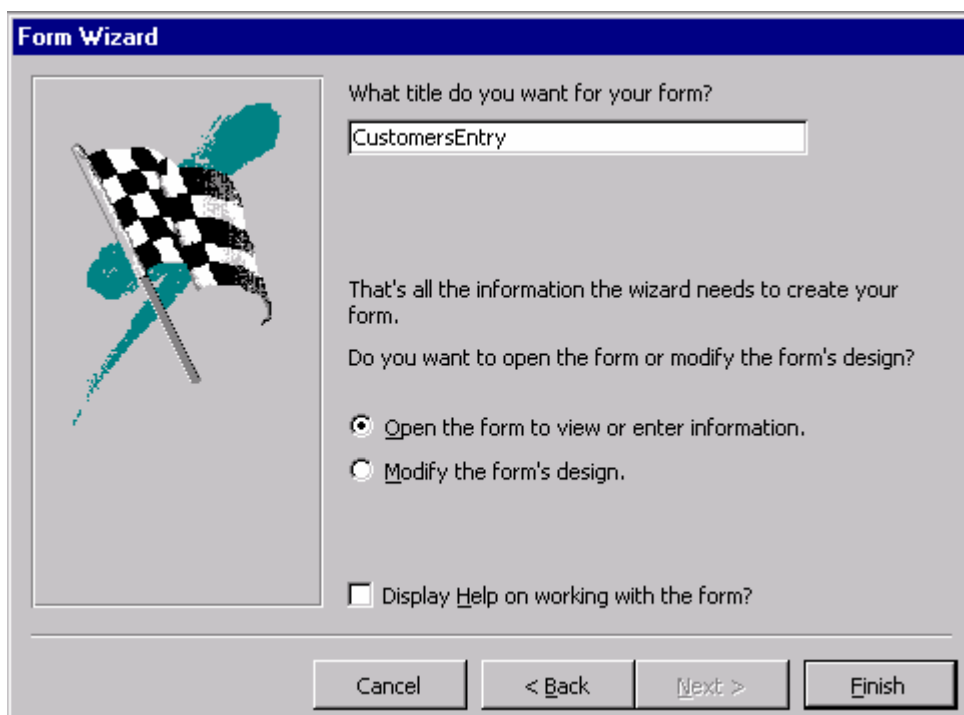 Form Wizard
What title do you want for your form?
CustomersEntry
That's all the information the wizard needs to create your
form.
Do you want to open the form or modify the form's design?
Open the form to view or enter information.
Modify the form's design.
Display Help on working with the form?
Cancel
< Back
Next >
Finish